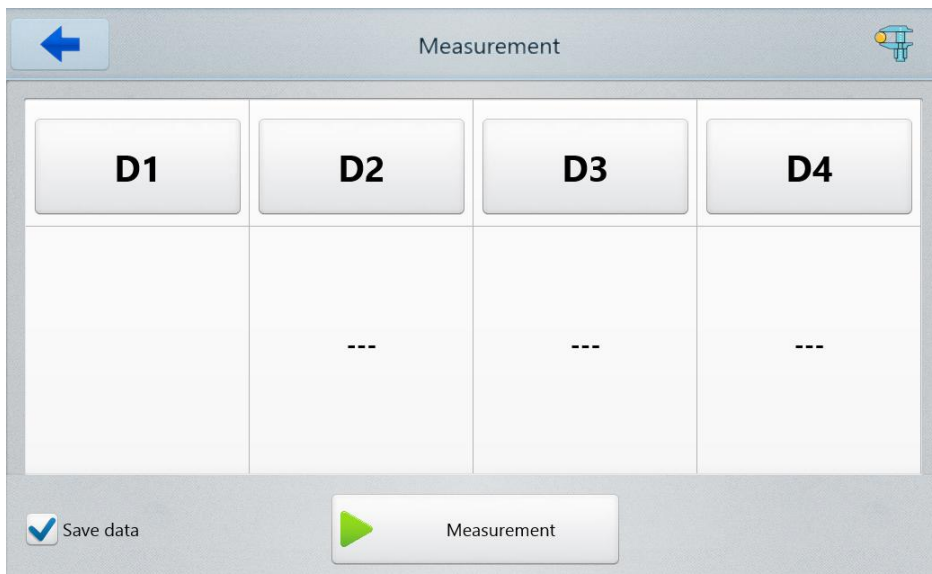 Measurement
D1 D2 D3 D4
--- --- ---
Save data
Measurement